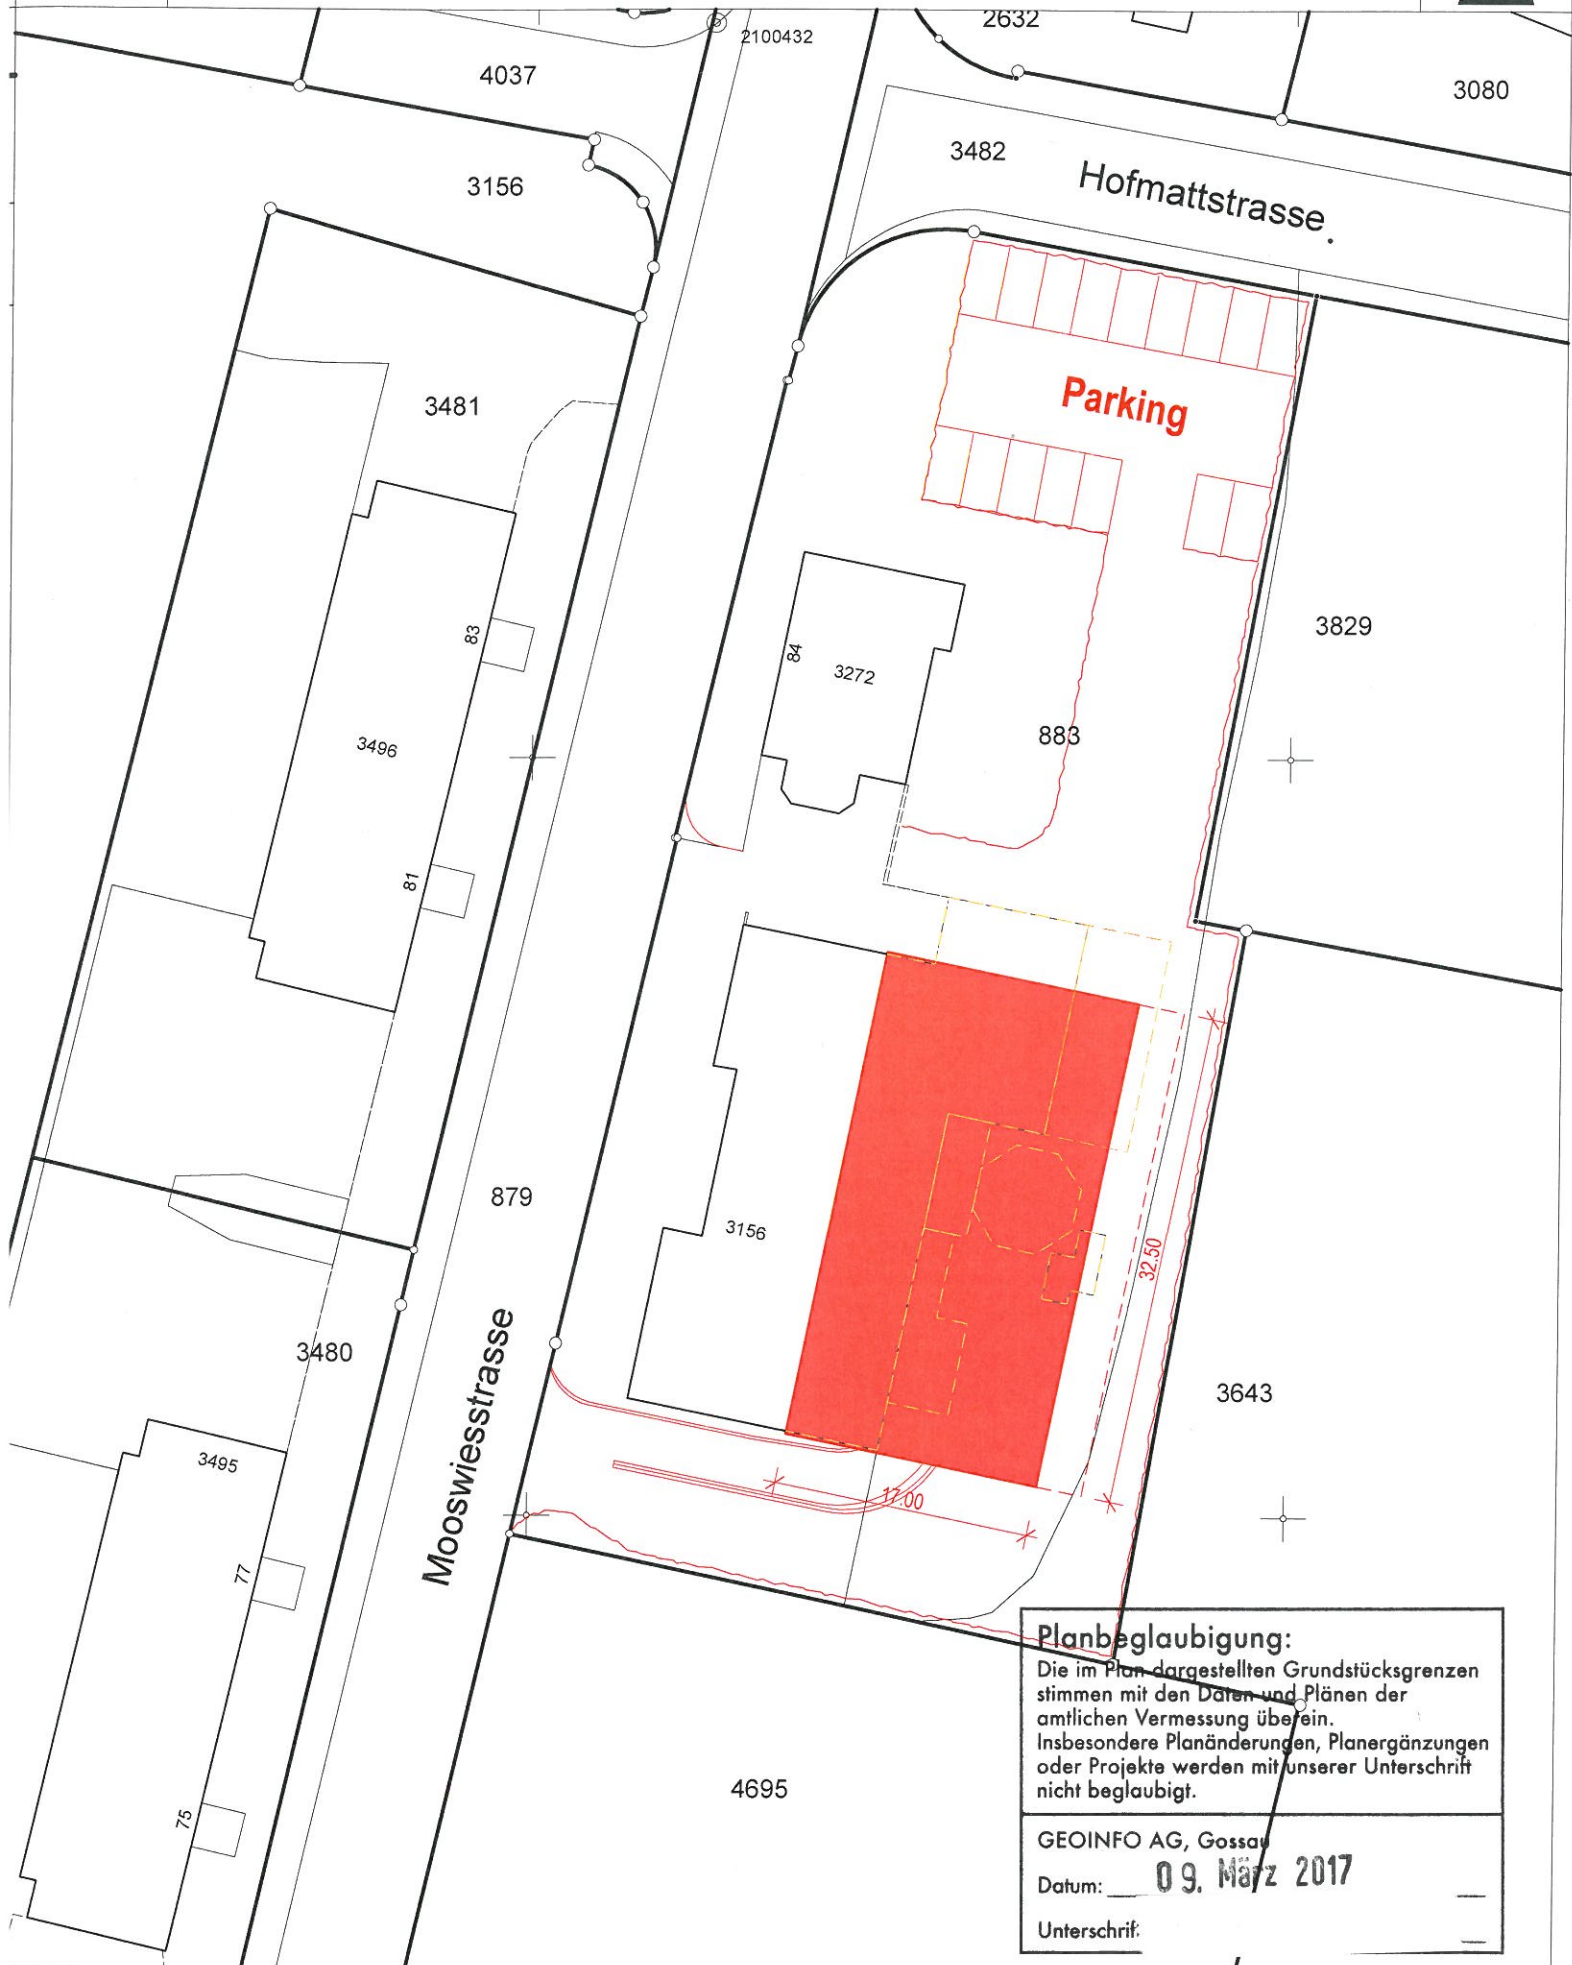 2632
2100432
4037
3080
3482
Hofmattstrasse.
3156
Parking
3481
3829
83
84
3272
883
3496
81
879
3156
32.50
3480
3643
Mooswiesstrasse
3495
17.00
77
Planbeglaubigung:
Die im Plan dargestellten Grundstücksgrenzen
stimmen mit den Daten und Plänen der
amtlichen Vermessung überein.
Insbesondere Planänderungen, Planergänzungen
oder Projekte werden mit unserer Unterschrift
nicht beglaubigt.
4695
75
GEOINFO AG, Gossau
Datum: 09. März 2017
Unterschrif: